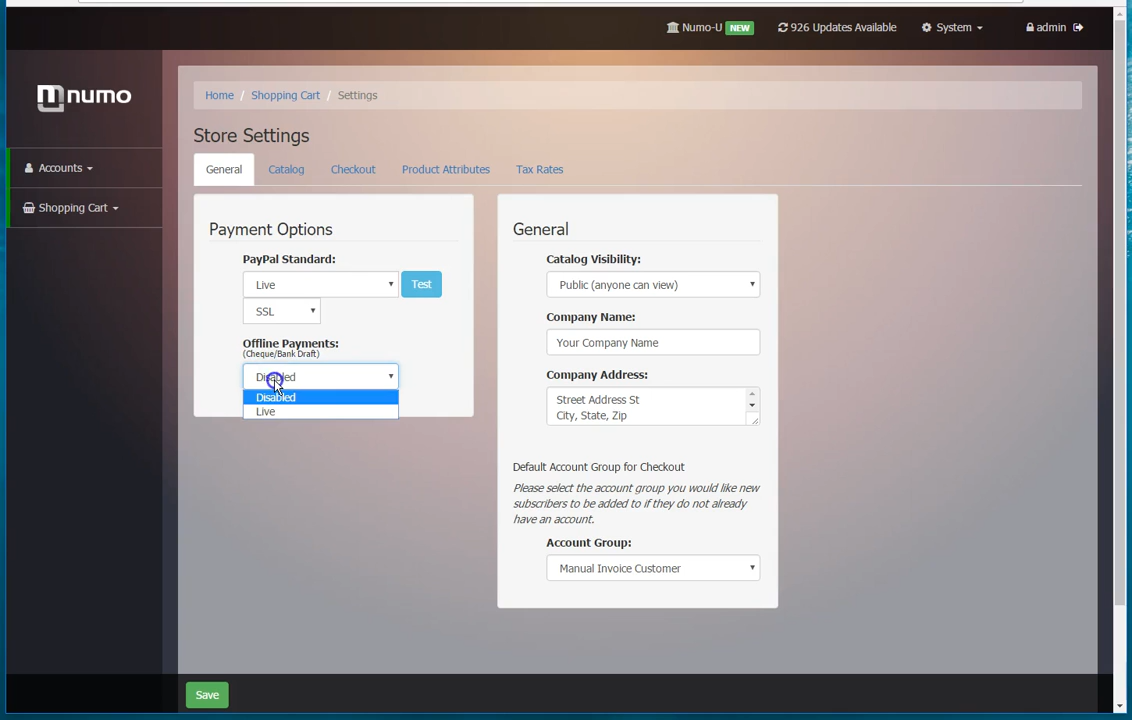 Numo-U NEW 926 Updates Available System admin
numo
Home / Shopping Cart / Settings
Store Settings
Accounts
Shopping Cart
General Catalog Checkout Product Attributes Tax Rates
Payment Options
PayPal Standard:
Live Test
SSL
Offline Payments:
(Cheque/Bank Draft)
Disabled
Disabled
Live
General
Catalog Visibility:
Public (anyone can view)
Company Name:
Your Company Name
Company Address:
Street Address St
City, State, Zip
Default Account Group for Checkout
Please select the account group you would like new
subscribers to be added to if they do not already
have an account.
Account Group:
Manual Invoice Customer
Save